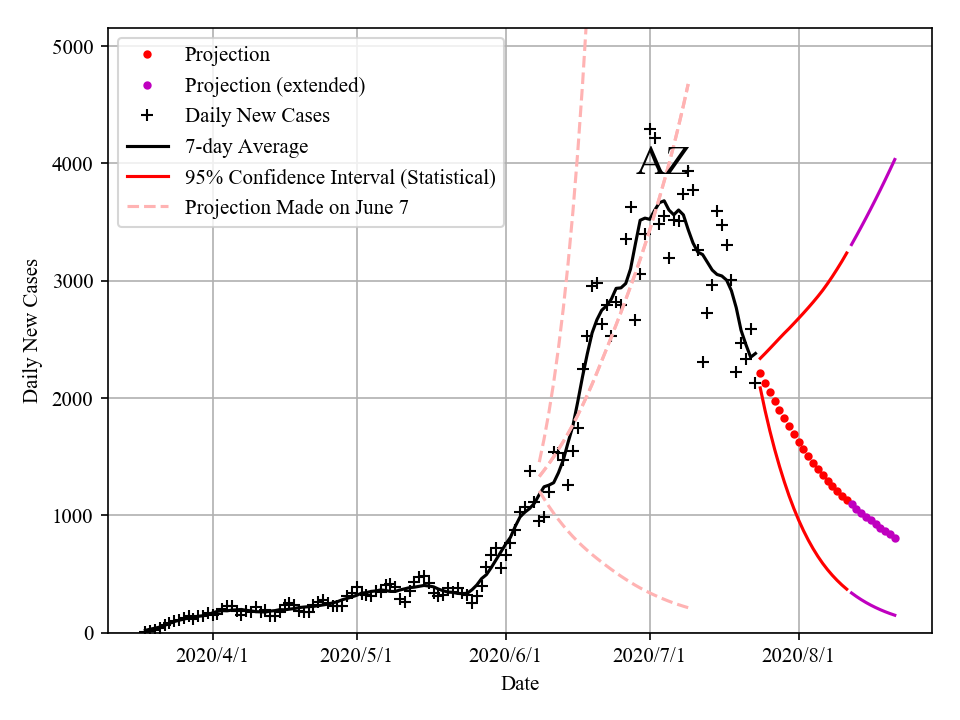 5000
4000
3000
2000
1000
0
Daily New Cases
Projection
Projection (extended)
Daily New Cases
7-day Average
95% Confidence Interval (Statistical)
Projection Made on June 7
AZ
2020/4/1
2020/5/1
2020/6/1
2020/7/1
2020/8/1
Date